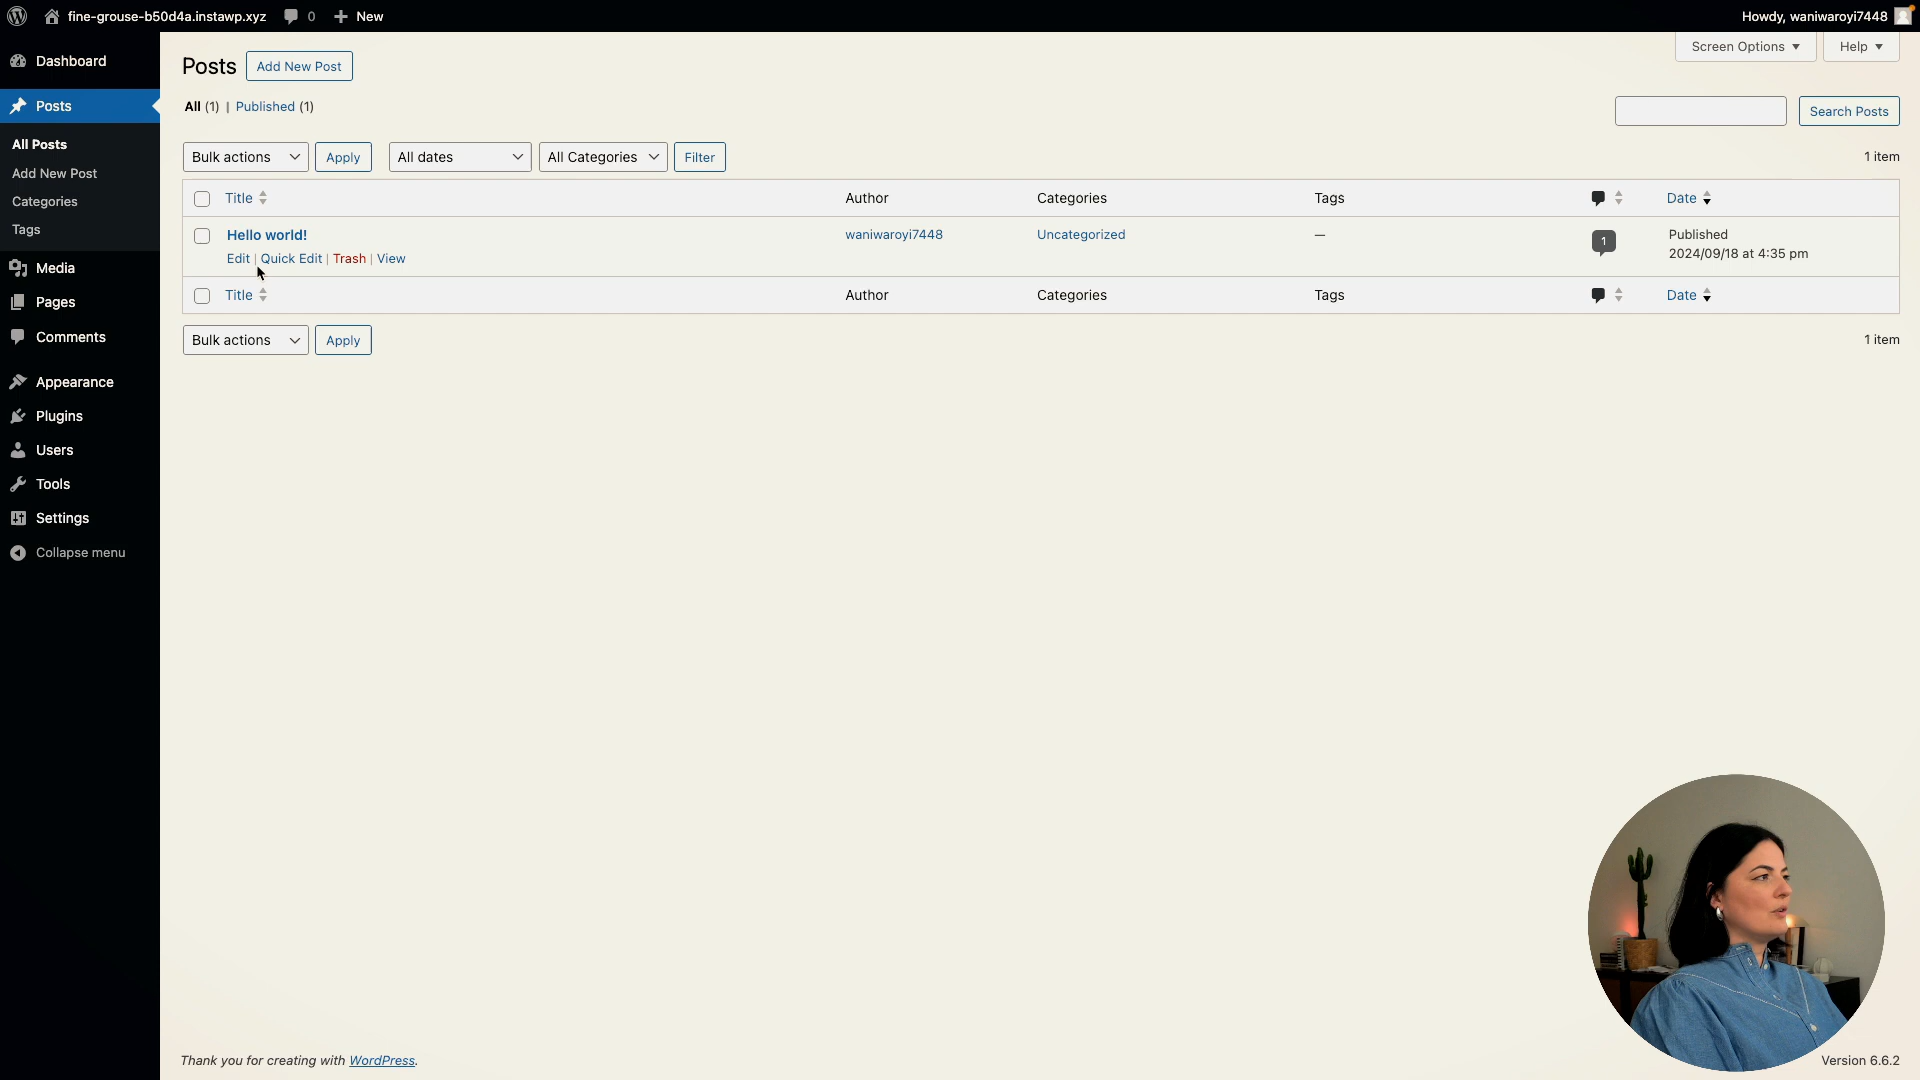 fine-grouse-b50d4a.instawp.xyz 0 New Howdy, waniwaroyi7448
Dashboard
Posts
All Posts
Add New Post
Categories
Tags
Media
Pages
Comments
Appearance
Plugins
Users
Tools
Settings
Collapse menu
Screen Options Help
Posts Add New Post
All (1) | Published (1)
Search Posts
Bulk actions Apply All dates All Categories Filter 1 item
Title Author Categories Tags Date
Hello world! waniwaroyi7448 Uncategorized — 1 Published
Edit | Quick Edit | Trash | View 2024/09/18 at 4:35 pm
Title Author Categories Tags Date
Bulk actions Apply 1 item
Thank you for creating with WordPress. Version 6.6.2